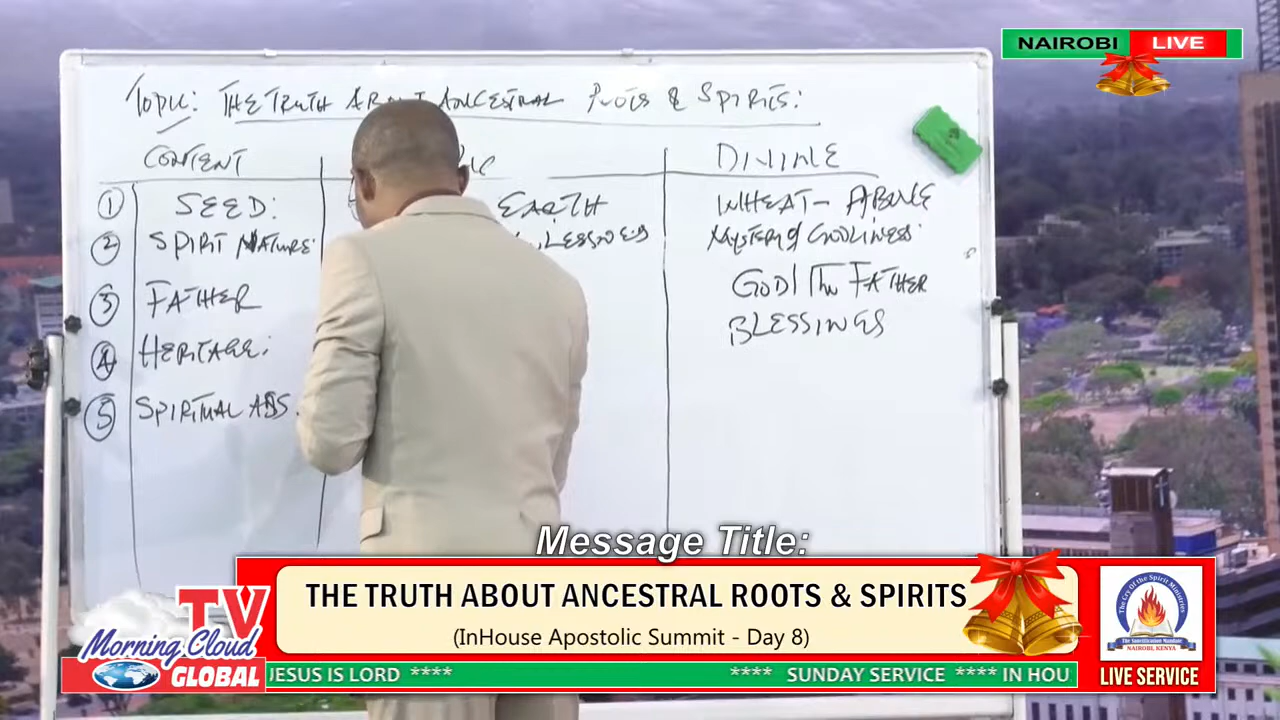 NAIROBI LIVE
TOPIC: THE TRUTH ABOUT ANCESTRAL ROOTS & SPIRITS:
CONTENT DIVINE
1 SEED: EARTH WHEAT - ABOVE
2 SPIRIT NATURE: MYSTERY of GODLINESS:
3 FATHER GOD/The FATHER
4 HERITAGE: BLESSINGS
5 SPIRITUAL
Message Title:
THE TRUTH ABOUT ANCESTRAL ROOTS & SPIRITS
(InHouse Apostolic Summit - Day 8)
TV
Morning Cloud
GLOBAL
JESUS IS LORD **** **** SUNDAY SERVICE **** IN HOU
The Cry Of the Spirit Ministries
The Sanctification Mandate
NAIROBI, KENYA
LIVE SERVICE